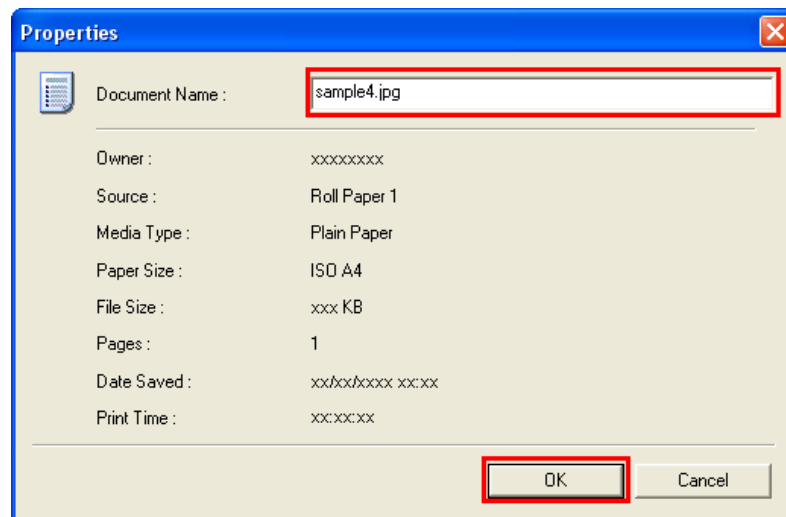 Properties
Document Name : sample4.jpg
Owner : xxxxxxxx
Source : Roll Paper 1
Media Type : Plain Paper
Paper Size : ISO A4
File Size : xxx KB
Pages : 1
Date Saved : xx/xx/xxxx xx:xx
Print Time : xx:xx:xx
OK Cancel